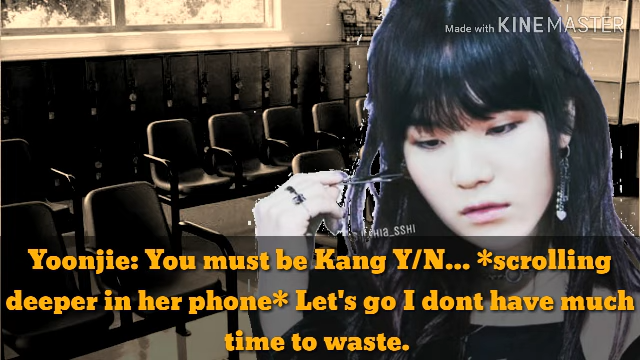 Made with KINEMASTER
Yoonjie: You must be Kang Y/N... *scrolling
deeper in her phone* Let's go I dont have much
time to waste.